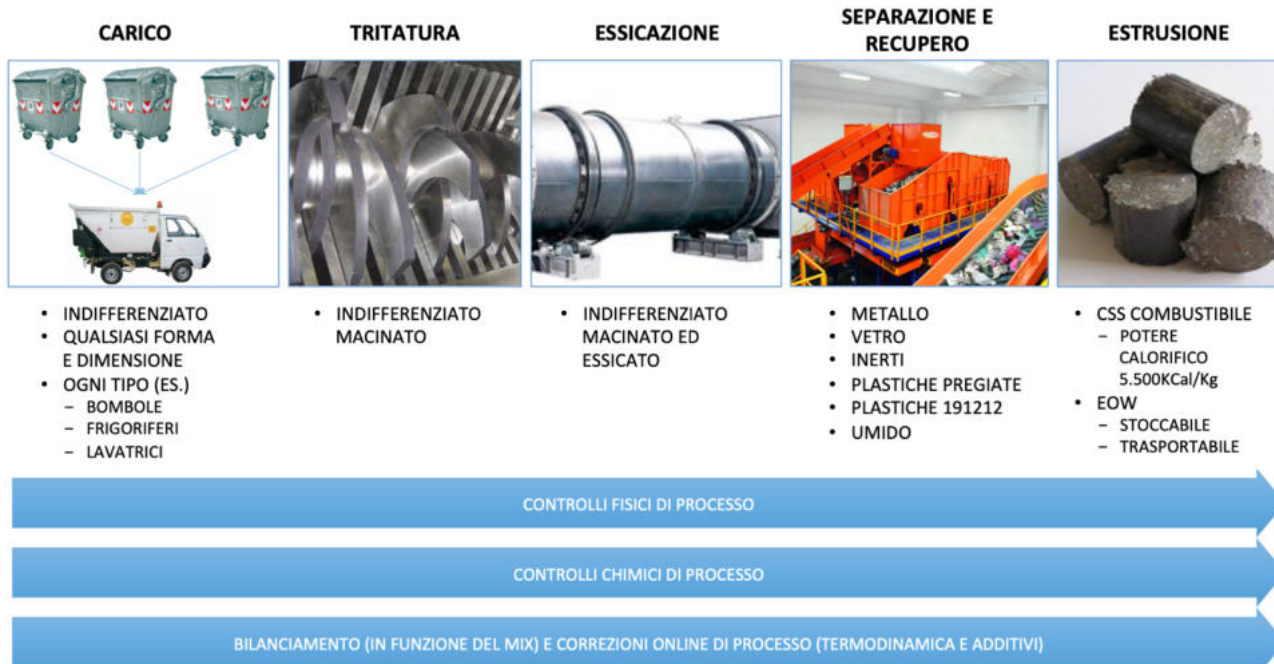 CARICO
TRITATURA
ESSICAZIONE
SEPARAZIONE E
RECUPERO
ESTRUSIONE
• INDIFFERENZIATO
• QUALSIASI FORMA
E DIMENSIONE
• OGNI TIPO (ES.)
– BOMBOLE
– FRIGORIFERI
– LAVATRICI
• INDIFFERENZIATO
MACINATO
• INDIFFERENZIATO
MACINATO ED
ESSICATO
• METALLO
• VETRO
• INERTI
• PLASTICHE PREGIATE
• PLASTICHE 191212
• UMIDO
• CSS COMBUSTIBILE
– POTERE
CALORIFICO
5.500KCal/Kg
• EOW
– STOCCABILE
– TRASPORTABILE
CONTROLLI FISICI DI PROCESSO
CONTROLLI CHIMICI DI PROCESSO
BILANCIAMENTO (IN FUNZIONE DEL MIX) E CORREZIONI ONLINE DI PROCESSO (TERMODINAMICA E ADDITIVI)